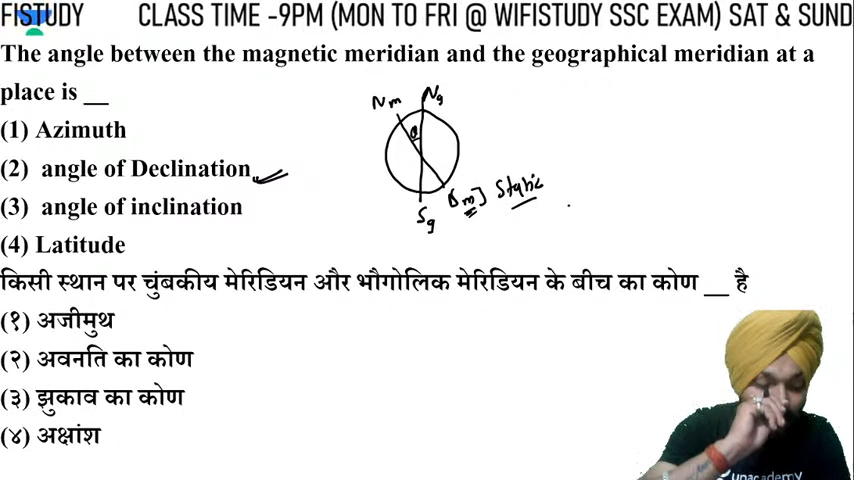 FISTUDY CLASS TIME -9PM (MON TO FRI @ WIFISTUDY SSC EXAM) SAT & SUND
The angle between the magnetic meridian and the geographical meridian at a
place is __
(1) Azimuth
(2) angle of Declination
(3) angle of inclination
(4) Latitude
Nm Ng
θ
Sm] Static
Sg
किसी स्थान पर चुंबकीय मेरिडियन और भौगोलिक मेरिडियन के बीच का कोण __ है
(१) अजीमुथ
(२) अवनति का कोण
(३) झुकाव का कोण
(४) अक्षांश
unacademy